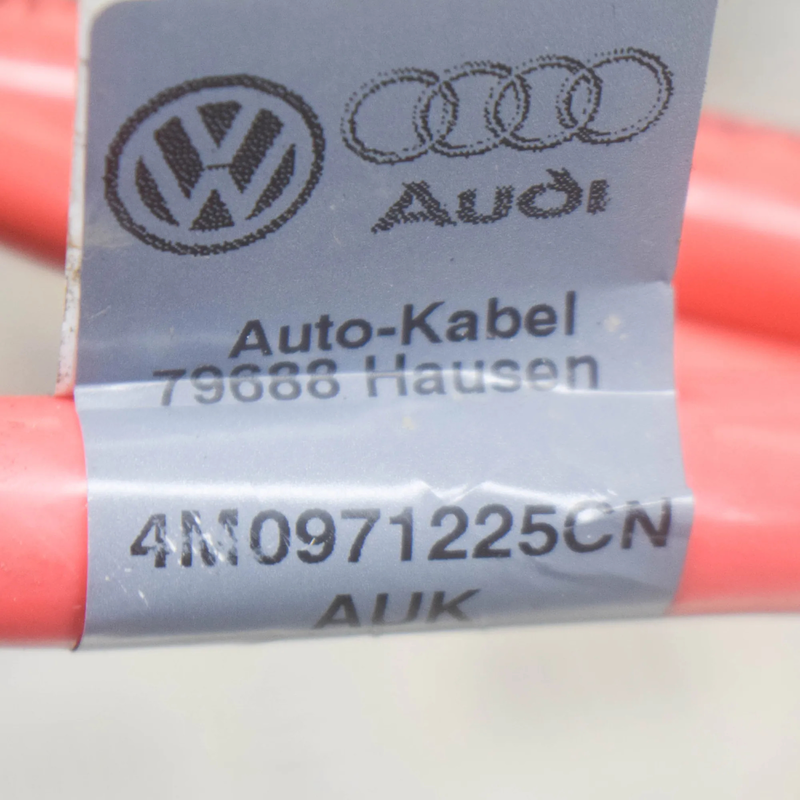 Audi
Auto-Kabel
79688 Hausen
4M0971225CN
AUK